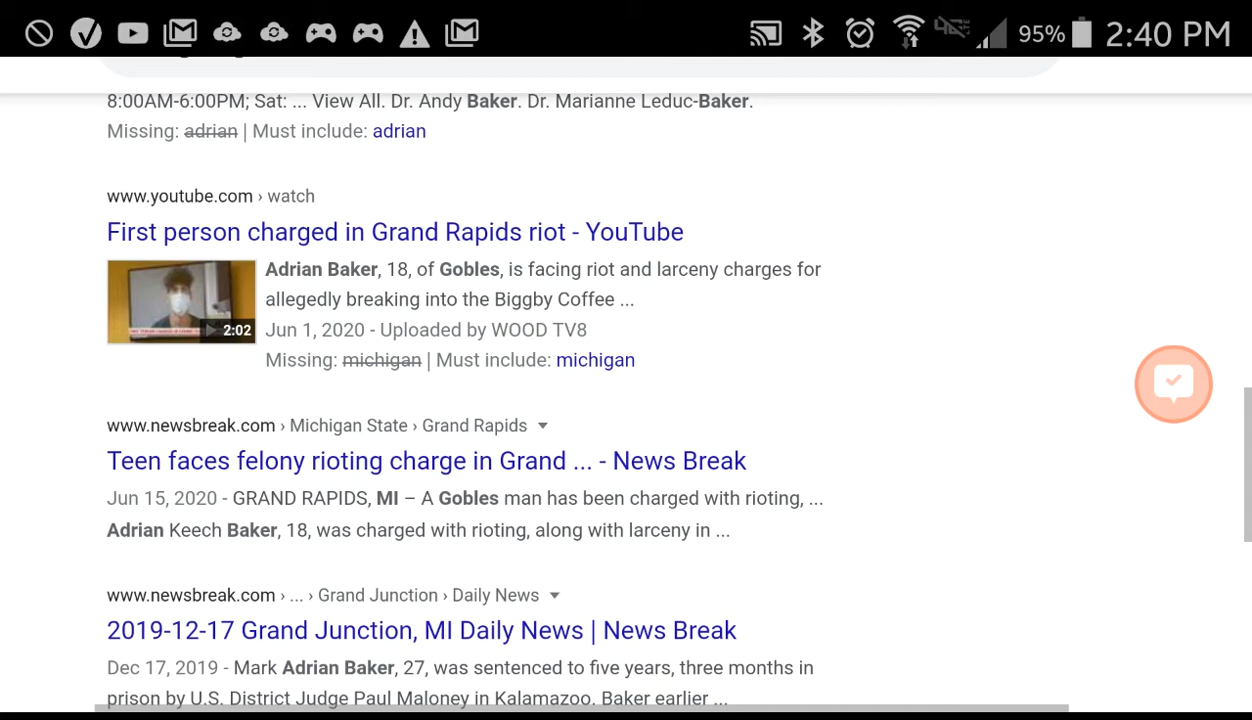 95% 2:40 PM
8:00AM-6:00PM; Sat: ... View All. Dr. Andy Baker. Dr. Marianne Leduc-Baker.
Missing: adrian | Must include: adrian
www.youtube.com › watch
First person charged in Grand Rapids riot - YouTube
Adrian Baker, 18, of Gobles, is facing riot and larceny charges for
allegedly breaking into the Biggby Coffee ...
2:02
Jun 1, 2020 - Uploaded by WOOD TV8
Missing: michigan | Must include: michigan
www.newsbreak.com › Michigan State › Grand Rapids
Teen faces felony rioting charge in Grand ... - News Break
Jun 15, 2020 - GRAND RAPIDS, MI – A Gobles man has been charged with rioting, ...
Adrian Keech Baker, 18, was charged with rioting, along with larceny in ...
www.newsbreak.com › ... › Grand Junction › Daily News
2019-12-17 Grand Junction, MI Daily News | News Break
Dec 17, 2019 - Mark Adrian Baker, 27, was sentenced to five years, three months in
prison by U.S. District Judge Paul Maloney in Kalamazoo. Baker earlier ...